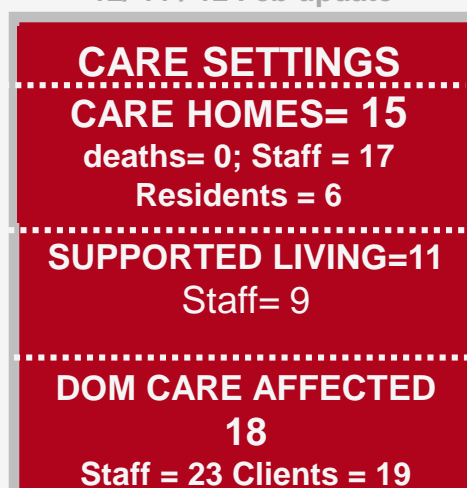 CARE SETTINGS
CARE HOMES= 15
deaths= 0; Staff = 17
Residents = 6
SUPPORTED LIVING=11
Staff= 9
DOM CARE AFFECTED
18
Staff = 23 Clients = 19